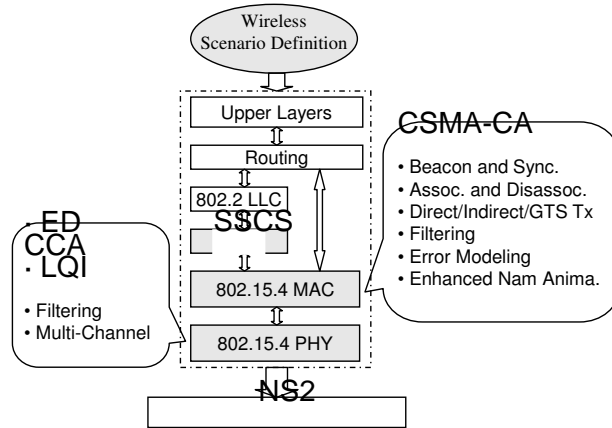 Wireless
Scenario Definition
Upper Layers
Routing
802.2 LLC
SSCS
802.15.4 MAC
802.15.4 PHY
NS2
· ED
CCA
· LQI
• Filtering
• Multi-Channel
CSMA-CA
• Beacon and Sync.
• Assoc. and Disassoc.
• Direct/Indirect/GTS Tx
• Filtering
• Error Modeling
• Enhanced Nam Anima.